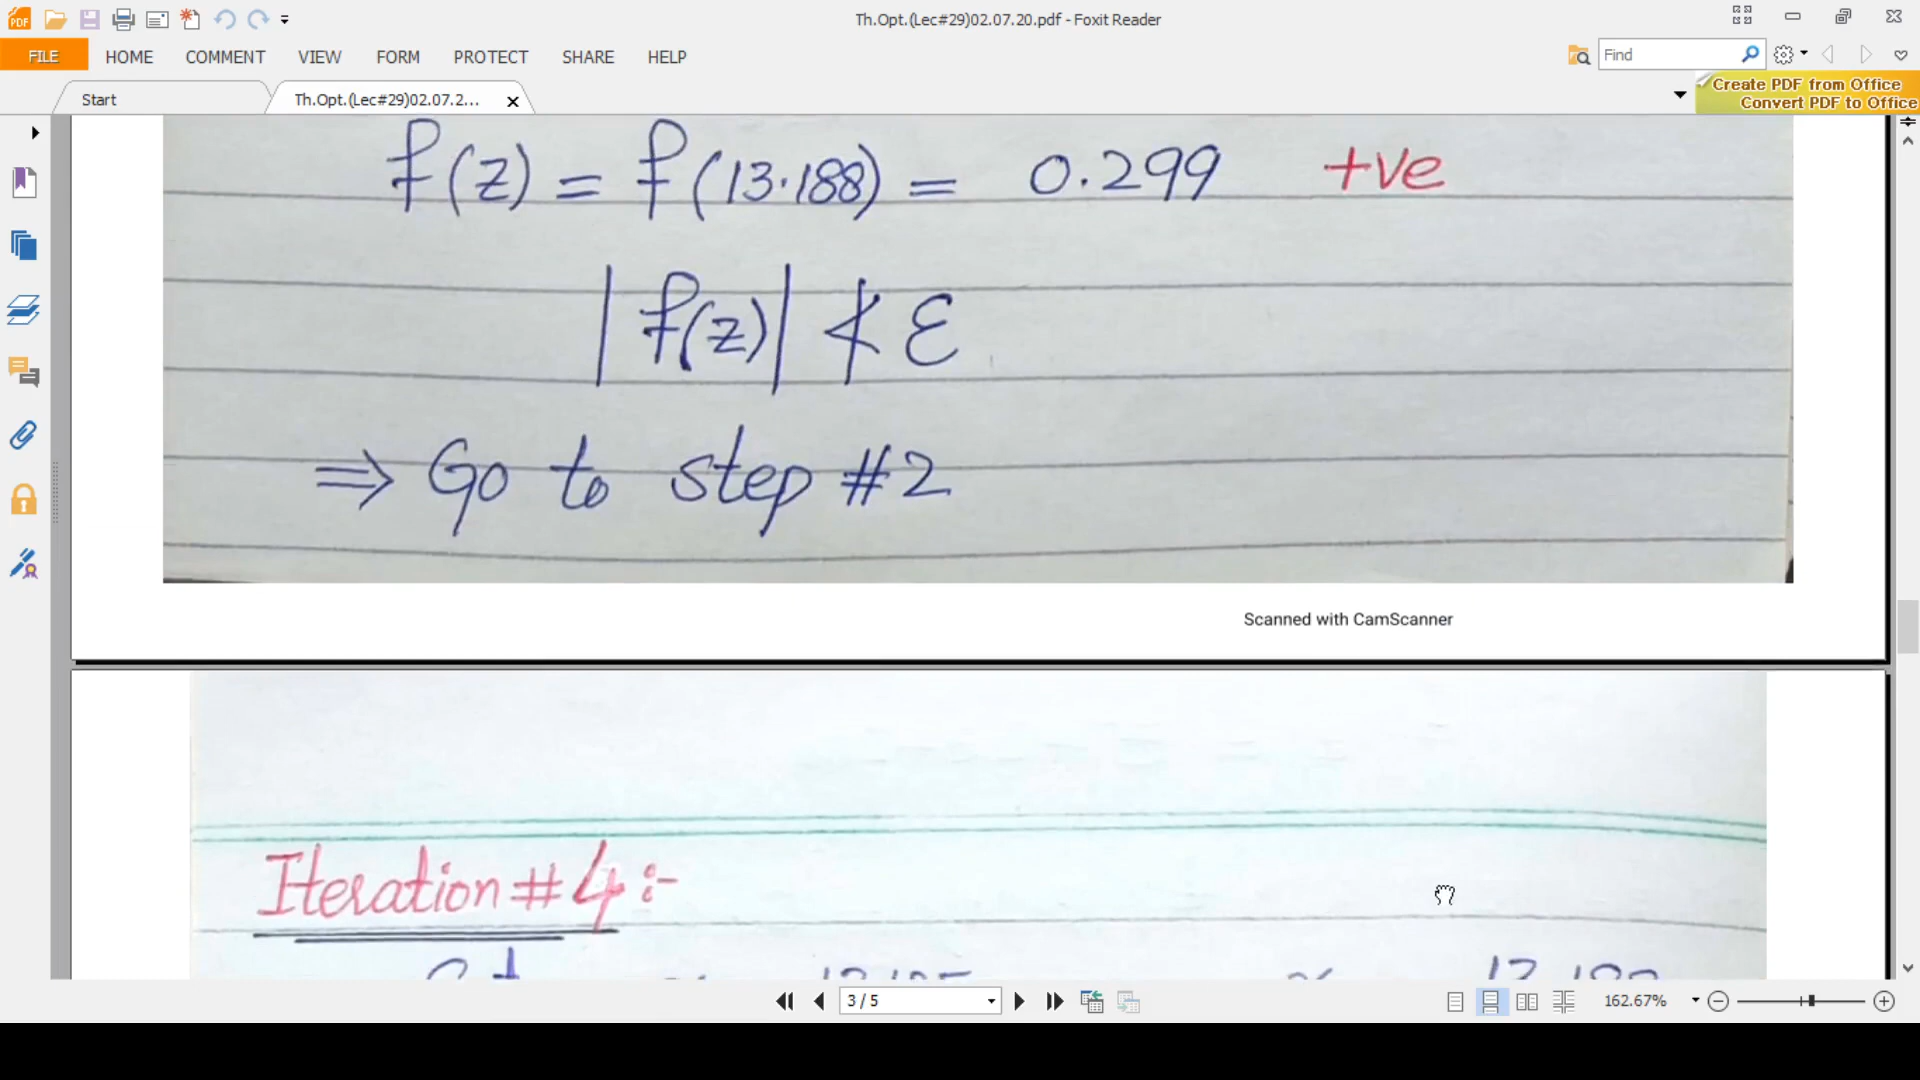 Th.Opt.(Lec#29)02.07.20.pdf - Foxit Reader
FILE HOME COMMENT VIEW FORM PROTECT SHARE HELP
Find
Start Th.Opt.(Lec#29)02.07.2...
Create PDF from Office
Convert PDF to Office
f(z) = f(13.188) = 0.299 +ve
|f(z)| ≮ ε
⇒ Go to step #2
Scanned with CamScanner
Iteration #4 :-
3 / 5
162.67%